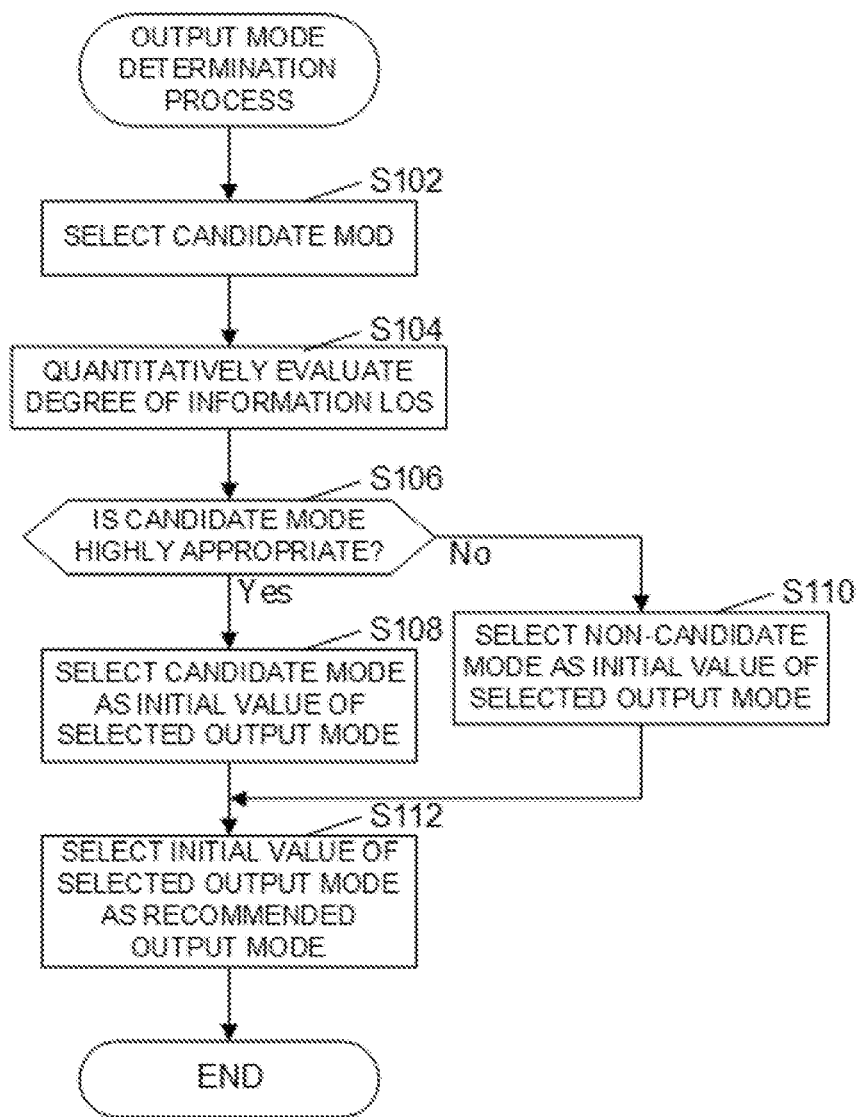 OUTPUT MODE
DETERMINATION
PROCESS
S102
SELECT CANDIDATE MOD
S104
QUANTITATIVELY EVALUATE
DEGREE OF INFORMATION LOS
S106
IS CANDIDATE MODE
HIGHLY APPROPRIATE?
No
Yes
S110
SELECT NON-CANDIDATE
MODE AS INITIAL VALUE OF
SELECTED OUTPUT MODE
S108
SELECT CANDIDATE MODE
AS INITIAL VALUE OF
SELECTED OUTPUT MODE
S112
SELECT INITIAL VALUE OF
SELECTED OUTPUT MODE
AS RECOMMENDED
OUTPUT MODE
END